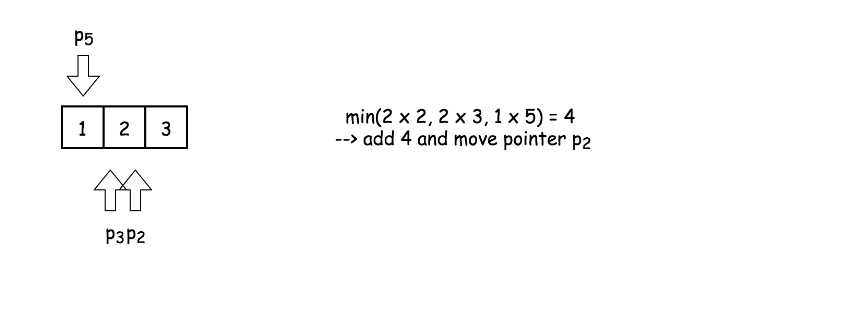 p5
1 2 3
min(2 x 2, 2 x 3, 1 x 5) = 4
--> add 4 and move pointer p2
p3p2